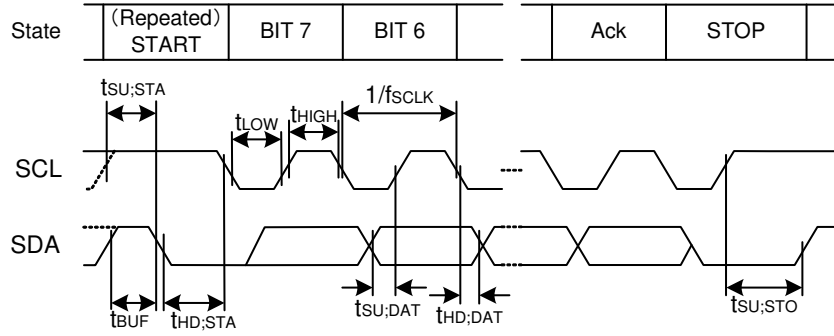 State (Repeated) START BIT 7 BIT 6 Ack STOP
tSU;STA tLOW tHIGH 1/fSCLK
SCL
SDA
tBUF tHD;STA tSU;DAT tHD;DAT tSU;STO